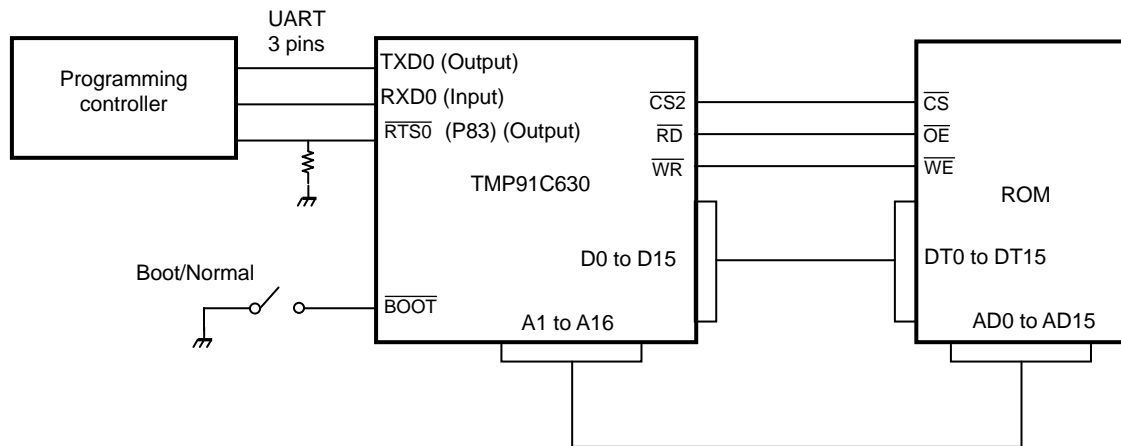 UART
3 pins
Programming
controller
TXD0 (Output)
RXD0 (Input)
RTS0 (P83) (Output)
TMP91C630
CS2
RD
WR
CS
OE
WE
ROM
D0 to D15
DT0 to DT15
Boot/Normal
BOOT
A1 to A16
AD0 to AD15